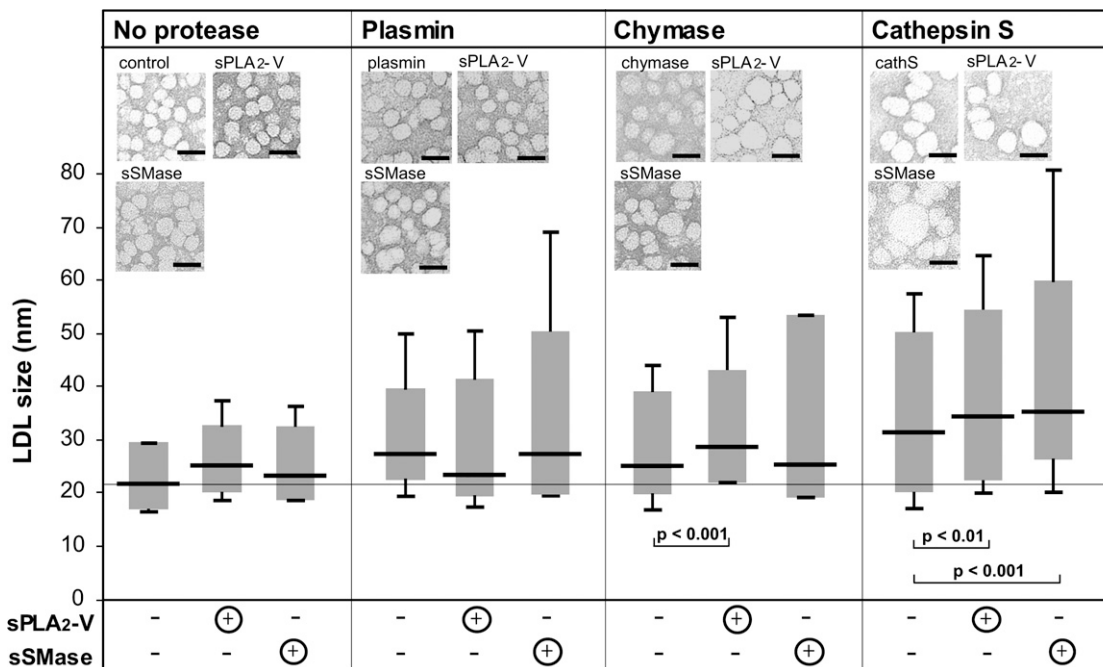 No protease Plasmin Chymase Cathepsin S
control sPLA2-V plasmin sPLA2-V chymase sPLA2-V cathS sPLA2-V
sSMase sSMase sSMase sSMase
LDL size (nm)
80
70
60
50
40
30
20
10
0
p < 0.001
p < 0.01
p < 0.001
sPLA2-V - + - - + - - + - - + -
sSMase - - + - - + - - + - - +